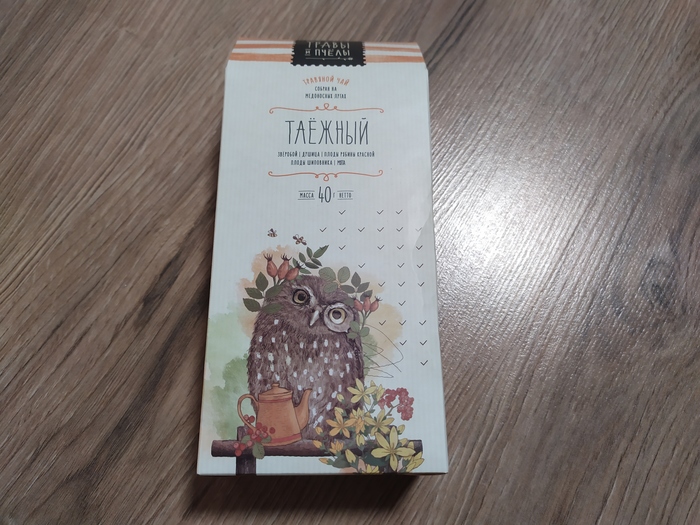 ТРАВЫ
И ПЧЕЛЫ
ТРАВЯНОЙ ЧАЙ
СОБРАН НА
МЕДОНОСНЫХ ЛУГАХ
ТАЁЖНЫЙ
ЗВЕРОБОЙ | ДУШИЦА | ПЛОДЫ РЯБИНЫ КРАСНОЙ
ПЛОДЫ ШИПОВНИКА | МЯТА
МАССА 40 Г НЕТТО